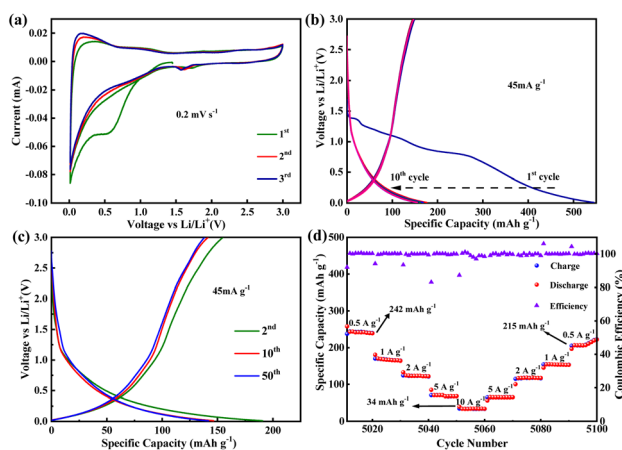 (a)
0.02
0.00
-0.02
-0.04
-0.06
-0.08
-0.10
Current (mA)
0.2 mV s⁻¹
1ˢᵗ
2ⁿᵈ
3ʳᵈ
0.0 0.5 1.0 1.5 2.0 2.5 3.0
Voltage vs Li/Li⁺(V)
(b)
3.0
2.5
2.0
1.5
1.0
0.5
0.0
Voltage vs Li/Li⁺(V)
45mA g⁻¹
10ᵗʰ
cycle
1ˢᵗ
cycle
0 100 200 300 400 500
Specific Capacity (mAh g⁻¹)
(c)
3.0
2.5
2.0
1.5
1.0
0.5
0.0
Voltage vs Li/Li⁺(V)
45mA g⁻¹
2ⁿᵈ
10ᵗʰ
50ᵗʰ
0 50 100 150 200
Specific Capacity (mAh g⁻¹)
(d)
500
400
300
200
100
0
Specific Capacity (mAh g⁻¹)
Charge
Discharge
Efficiency
0.5 A g⁻¹
242 mAh g⁻¹
1 A g⁻¹
2 A g⁻¹
5 A g⁻¹
34 mAh g⁻¹
10 A g⁻¹
5 A g⁻¹
2 A g⁻¹
1 A g⁻¹
215 mAh g⁻¹
0.5 A g⁻¹
100
80
60
40
20
0
Coulombic Efficiency (%)
5020 5040 5060 5080 5100
Cycle Number